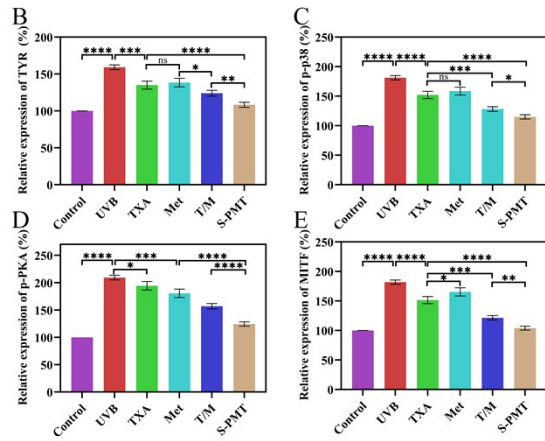 B
Relative expression of TYR (%)
200
150
100
50
0
**** *** ****
ns *
**
Control UVB TXA Met T/M S-PMT
C
Relative expression of p-p38 (%)
250
200
150
100
50
0
**** **** ****
***
ns *
Control UVB TXA Met T/M S-PMT
D
Relative expression of p-PKA (%)
250
200
150
100
50
0
**** *** ****
* ****
Control UVB TXA Met T/M S-PMT
E
Relative expression of MITF (%)
250
200
150
100
50
0
**** **** ****
***
* **
Control UVB TXA Met T/M S-PMT